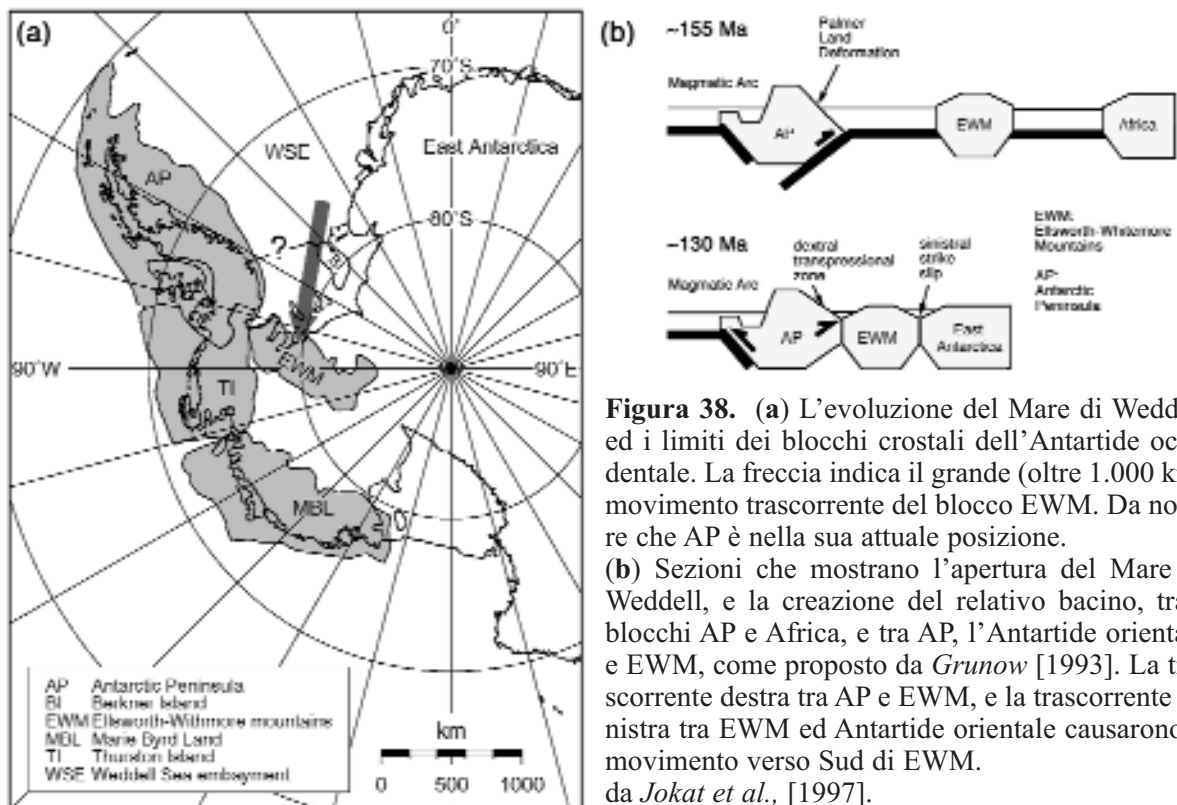 (a)
0°
70°S
WSE
East Antarctica
AP
80°S
?
BI
EWM
90°W
90°E
TI
MBL
AP Antarctic Peninsula
BI Berkner Island
EWM Ellsworth-Withmore mountains
MBL Marie Byrd Land
TI Thurston Island
WSE Weddell Sea embayment
km
0 500 1000
(b)
~155 Ma
Palmer
Land
Deformation
Magmatic Arc
AP
EWM
Africa
~130 Ma
dextral
transpressional
zone
sinistral
strike
slip
EWM:
Ellsworth-Whitemore
Mountains
AP:
Antarctic
Peninsula
Magmatic Arc
AP
EWM
East
Antarctica
Figura 38. (a) L'evoluzione del Mare di Wedd
ed i limiti dei blocchi crostali dell'Antartide oc
dentale. La freccia indica il grande (oltre 1.000 k
movimento trascorrente del blocco EWM. Da no
re che AP è nella sua attuale posizione.
(b) Sezioni che mostrano l'apertura del Mare
Weddell, e la creazione del relativo bacino, tra
blocchi AP e Africa, e tra AP, l'Antartide orienta
e EWM, come proposto da Grunow [1993]. La t
scorrente destra tra AP e EWM, e la trascorrente
nistra tra EWM ed Antartide orientale causarono
movimento verso Sud di EWM.
da Jokat et al., [1997].